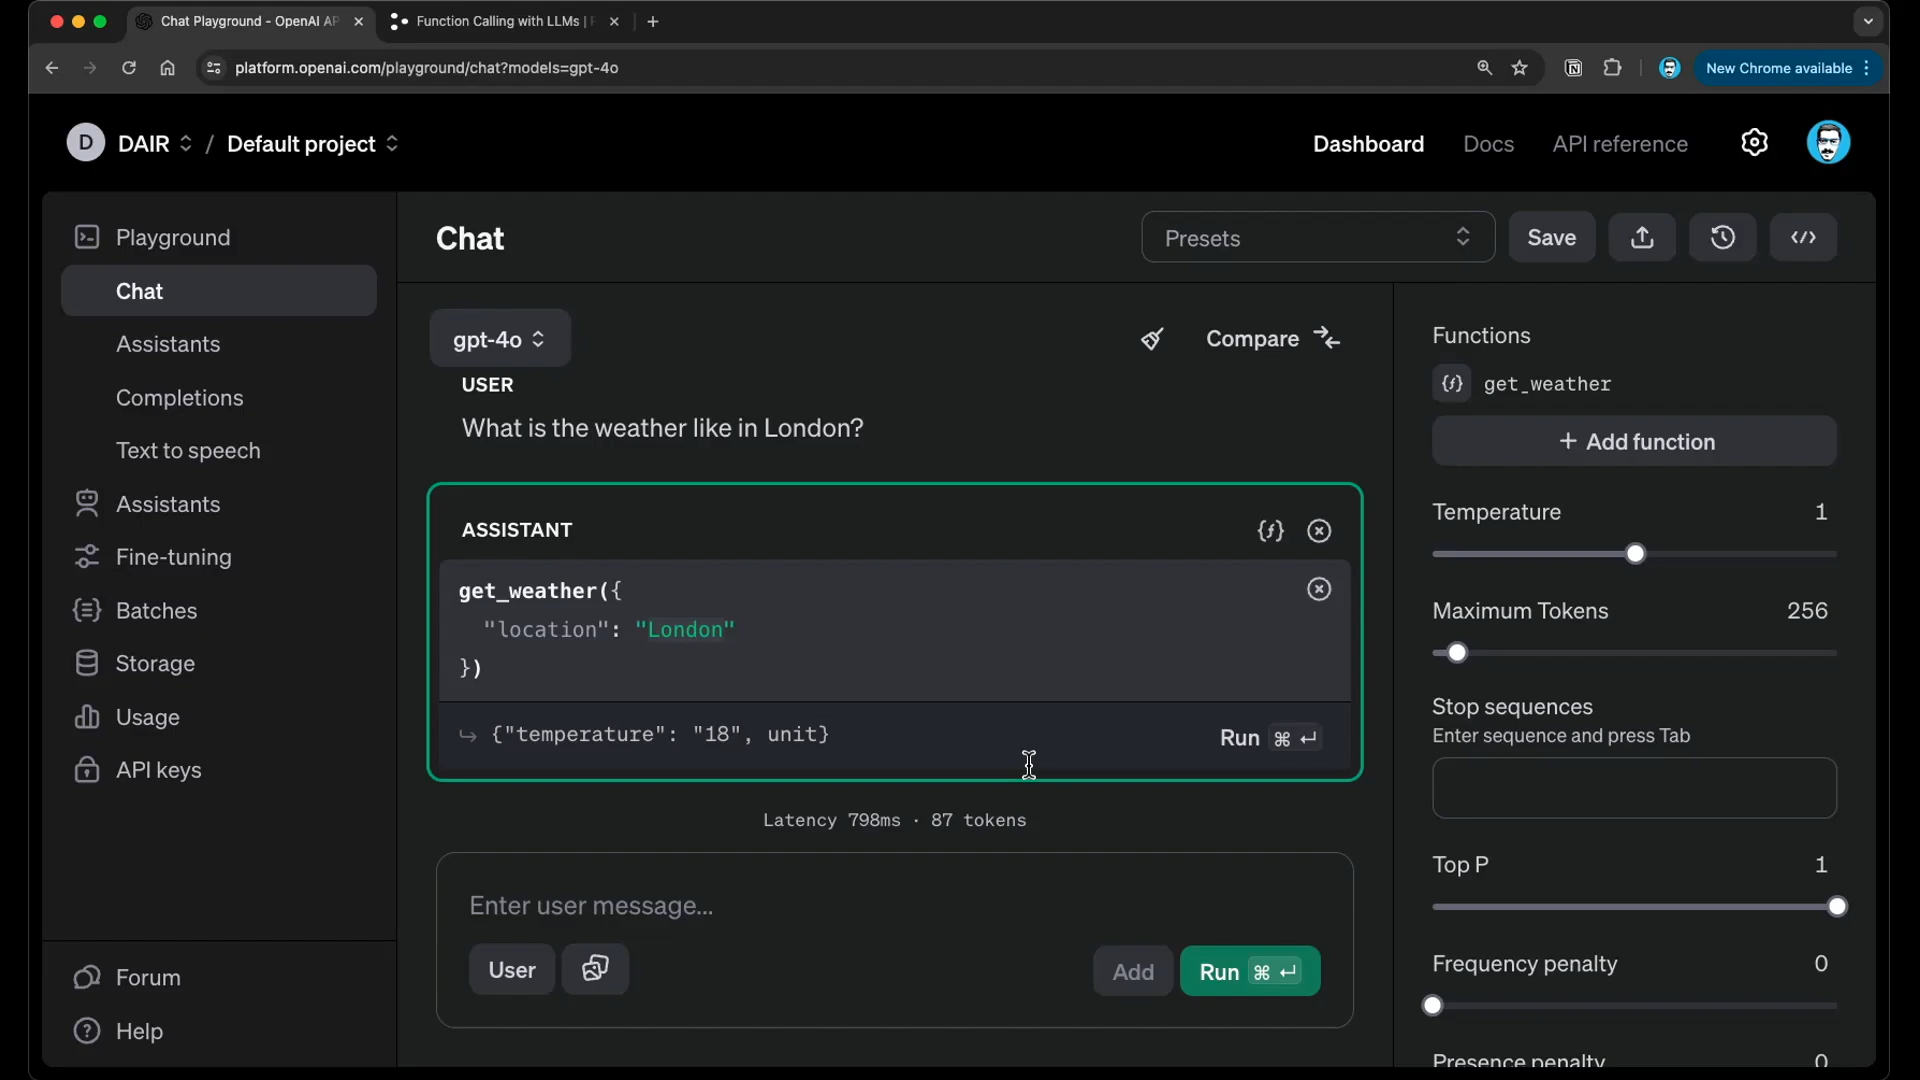 Chat Playground - OpenAI AP
Function Calling with LLMs |
platform.openai.com/playground/chat?models=gpt-4o
New Chrome available
D
DAIR / Default project
Dashboard
Docs
API reference
Playground
Chat
Assistants
Completions
Text to speech
Assistants
Fine-tuning
Batches
Storage
Usage
API keys
Forum
Help
Chat
Presets
Save
gpt-4o
Compare
USER
What is the weather like in London?
ASSISTANT
get_weather({
"location": "London"
})
{"temperature": "18", unit}
Run ⌘ ↵
Latency 798ms · 87 tokens
Enter user message...
User
Add
Run ⌘ ↵
Functions
get_weather
+ Add function
Temperature 1
Maximum Tokens 256
Stop sequences
Enter sequence and press Tab
Top P 1
Frequency penalty 0
Presence penalty 0